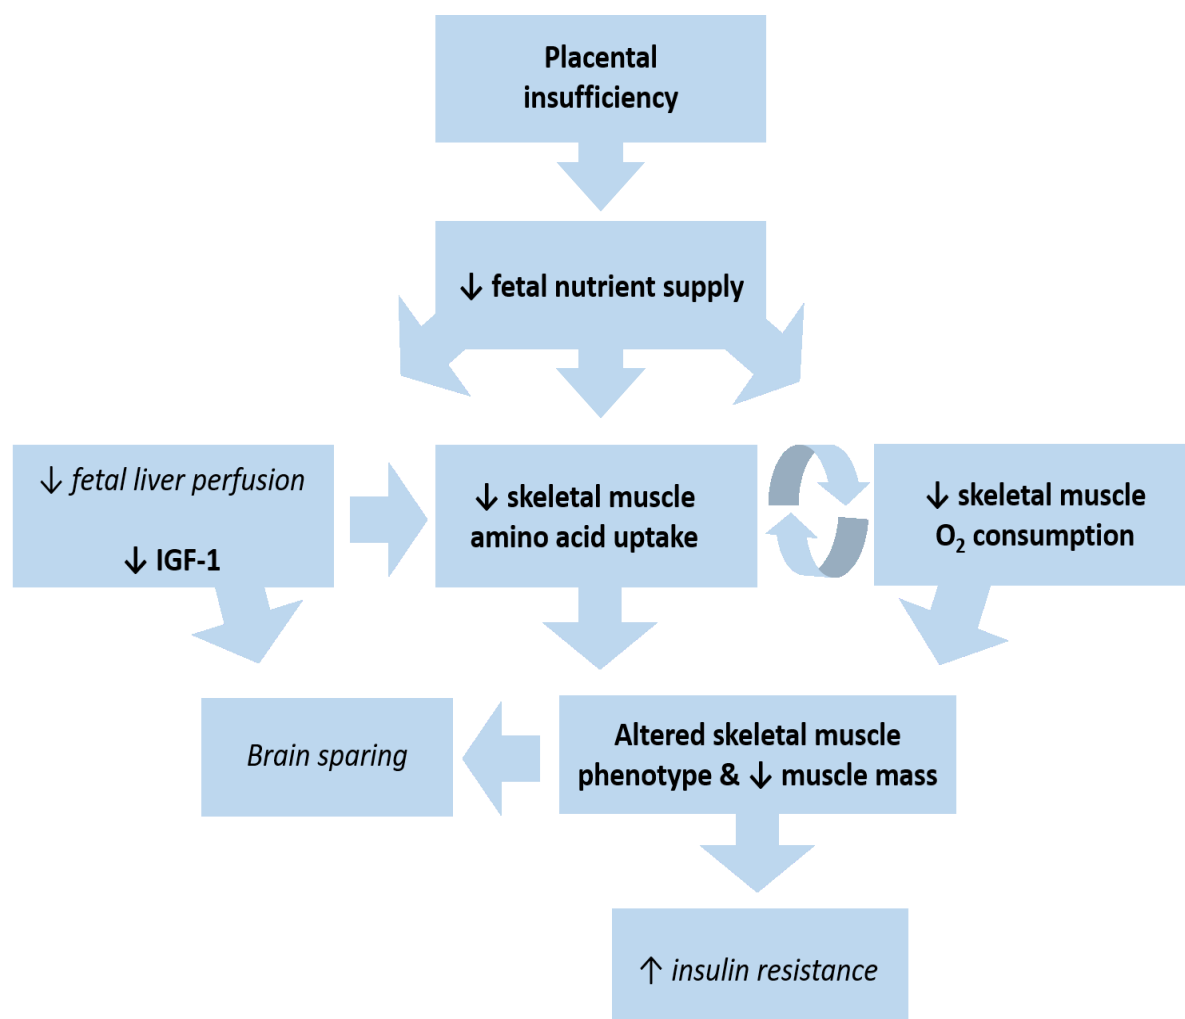 Placental
insufficiency
↓ fetal nutrient supply
↓ fetal liver perfusion
↓ IGF-1
↓ skeletal muscle
amino acid uptake
↓ skeletal muscle
O₂ consumption
Brain sparing
Altered skeletal muscle
phenotype & ↓ muscle mass
↑ insulin resistance